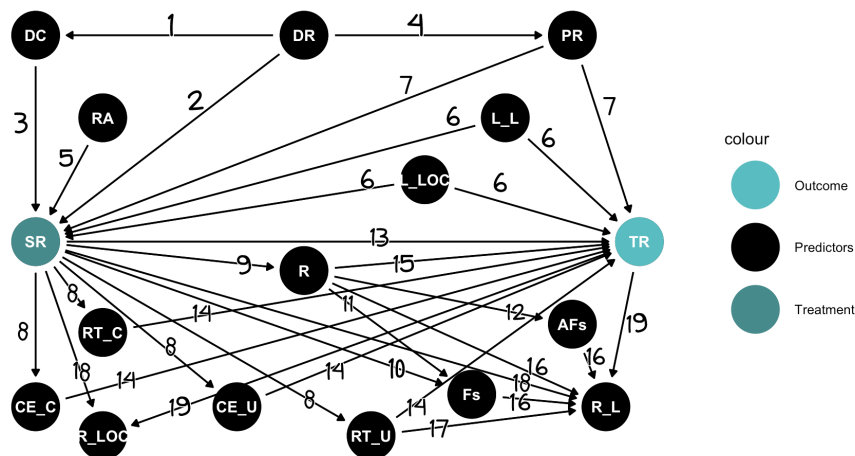 DC
1
DR
4
PR
7
2
L_L
7
3
RA
6
6
5
L_LOC
6
6
SR
13
TR
9
R
15
8
11
14
12
AFs
19
8
RT_C
8
16
18
14
14
10
16
18
CE_C
R_LOC
19
CE_U
8
14
Fs
16
R_L
RT_U
17
colour
Outcome
Predictors
Treatment